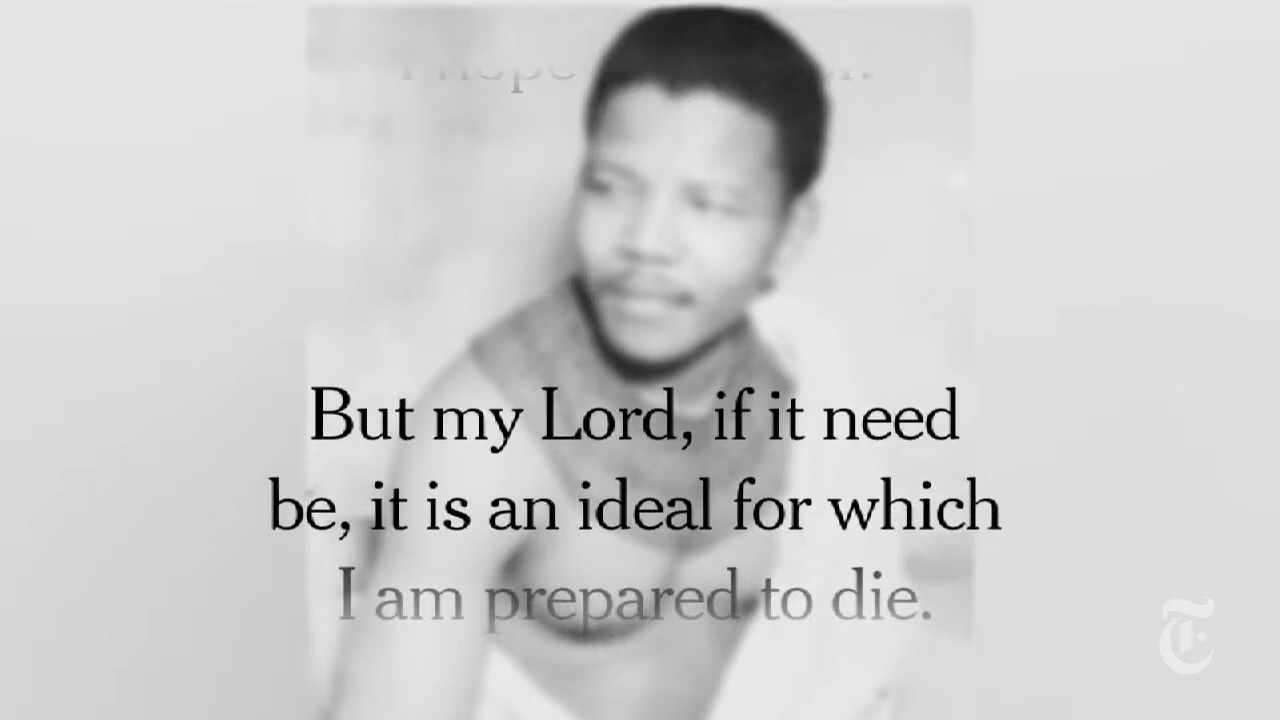 But my Lord, if it need
be, it is an ideal for which
I am prepared to die.